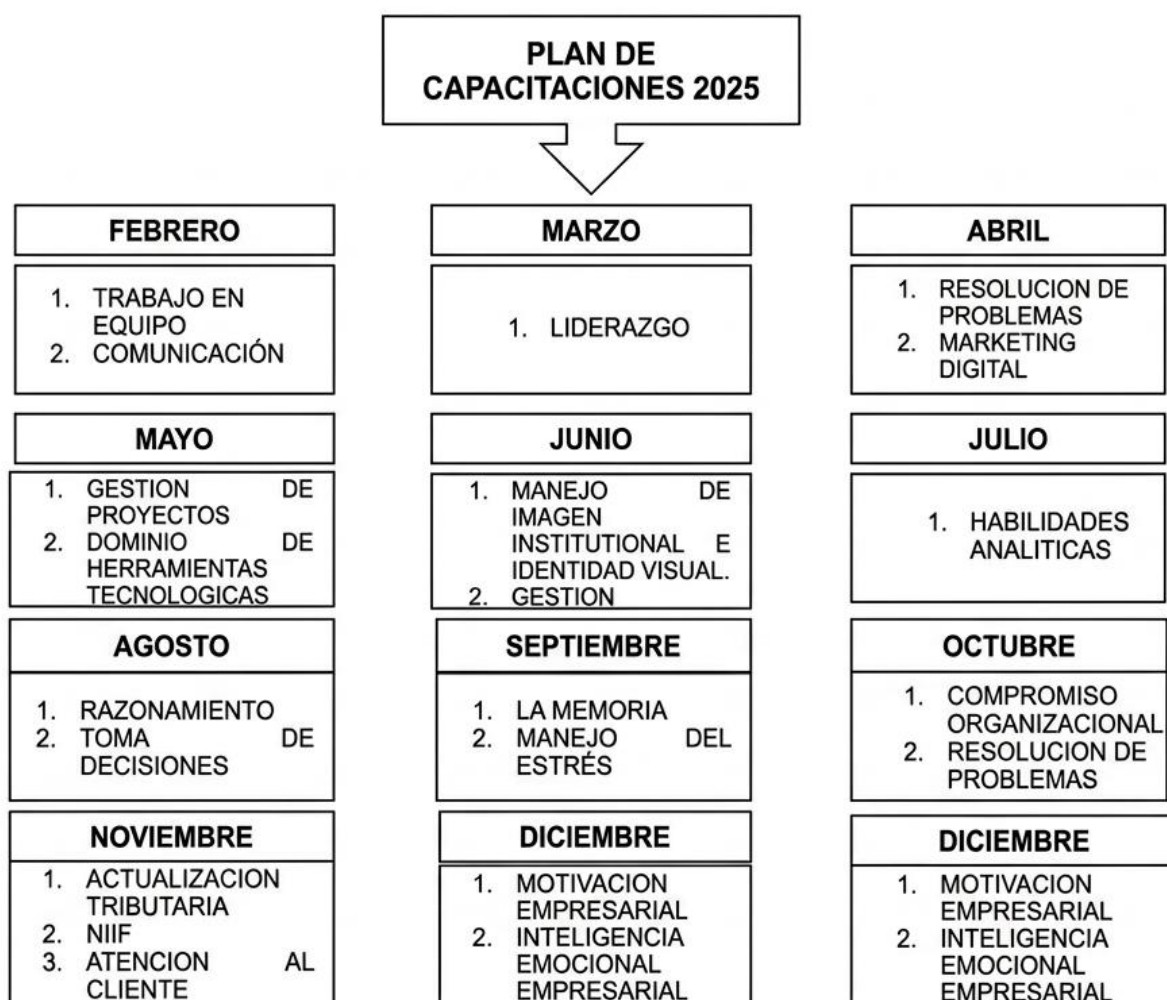 PLAN DE
CAPACITACIONES 2025
FEBRERO
1. TRABAJO EN
EQUIPO
2. COMUNICACIÓN
MARZO
1. LIDERAZGO
ABRIL
1. RESOLUCION DE
PROBLEMAS
2. MARKETING
DIGITAL
MAYO
1. GESTION DE
PROYECTOS
2. DOMINIO DE
HERRAMIENTAS
TECNOLOGICAS
JUNIO
1. MANEJO DE
IMAGEN
INSTITUTIONAL E
IDENTIDAD VISUAL.
2. GESTION
JULIO
1. HABILIDADES
ANALITICAS
AGOSTO
1. RAZONAMIENTO
2. TOMA DE
DECISIONES
SEPTIEMBRE
1. LA MEMORIA
2. MANEJO DEL
ESTRÉS
OCTUBRE
1. COMPROMISO
ORGANIZACIONAL
2. RESOLUCION DE
PROBLEMAS
NOVIEMBRE
1. ACTUALIZACION
TRIBUTARIA
2. NIIF
3. ATENCION AL
CLIENTE
DICIEMBRE
1. MOTIVACION
EMPRESARIAL
2. INTELIGENCIA
EMOCIONAL
EMPRESARIAL
DICIEMBRE
1. MOTIVACION
EMPRESARIAL
2. INTELIGENCIA
EMOCIONAL
EMPRESARIAL